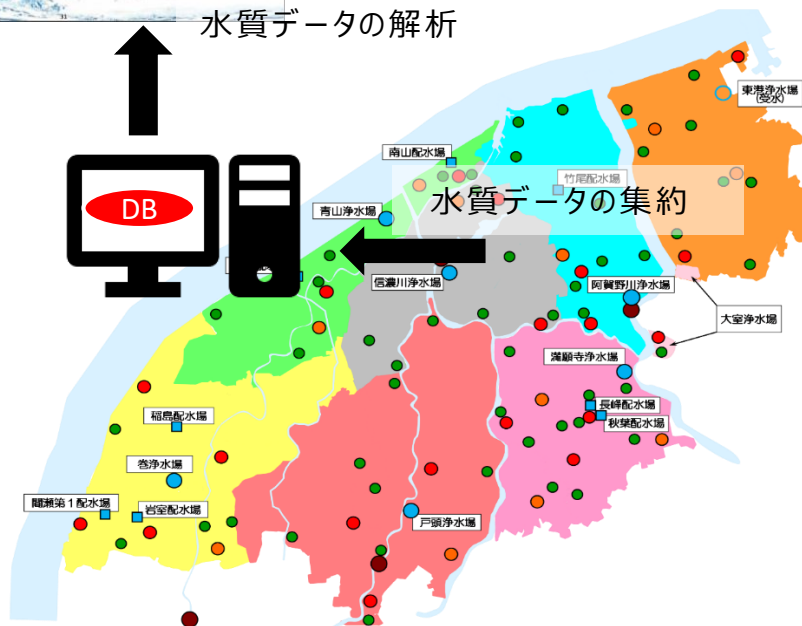 水質データの解析
東港浄水場
(受水)
南山配水場
竹尾配水場
DB
水質データの集約
青山浄水場
信濃川浄水場
阿賀野川浄水場
大室浄水場
満願寺浄水場
長峰配水場
秋葉配水場
稲島配水場
巻浄水場
間瀬第1配水場
岩室配水場
戸頭浄水場